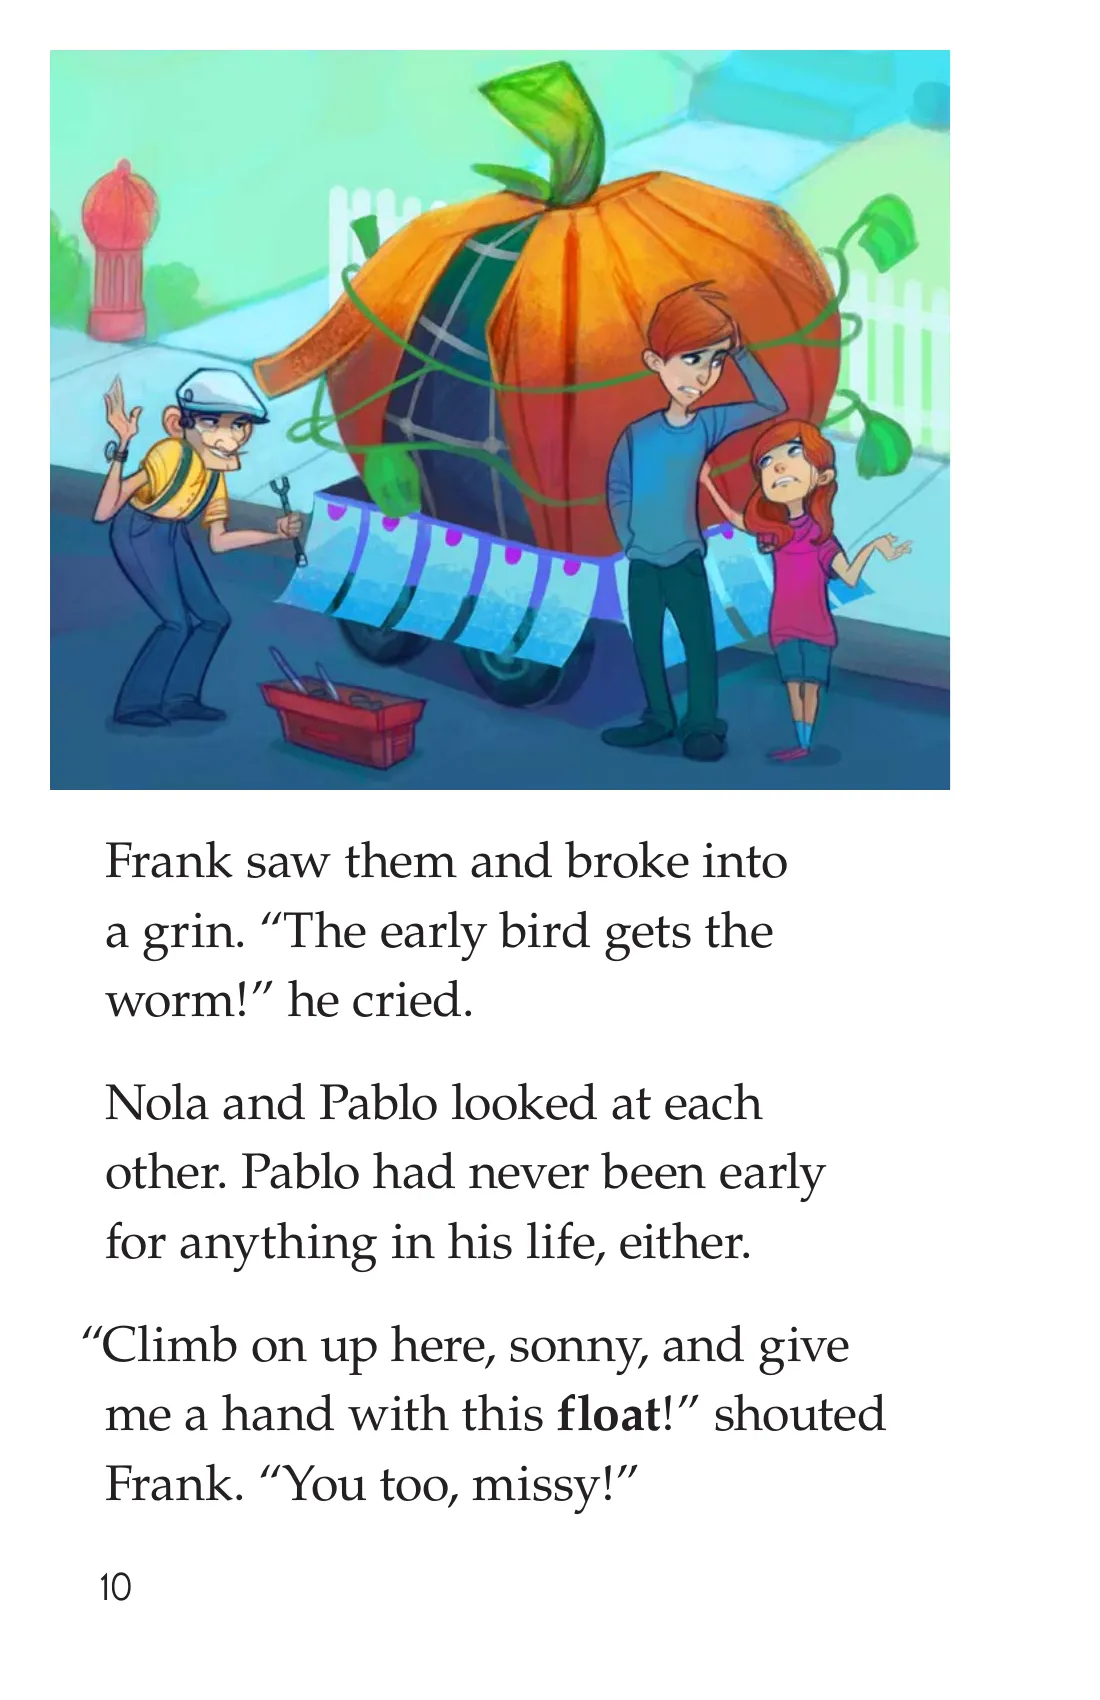 Frank saw them and broke into
a grin. “The early bird gets the
worm!” he cried.
Nola and Pablo looked at each
other. Pablo had never been early
for anything in his life, either.
“Climb on up here, sonny, and give
me a hand with this float!” shouted
Frank. “You too, missy!”
10